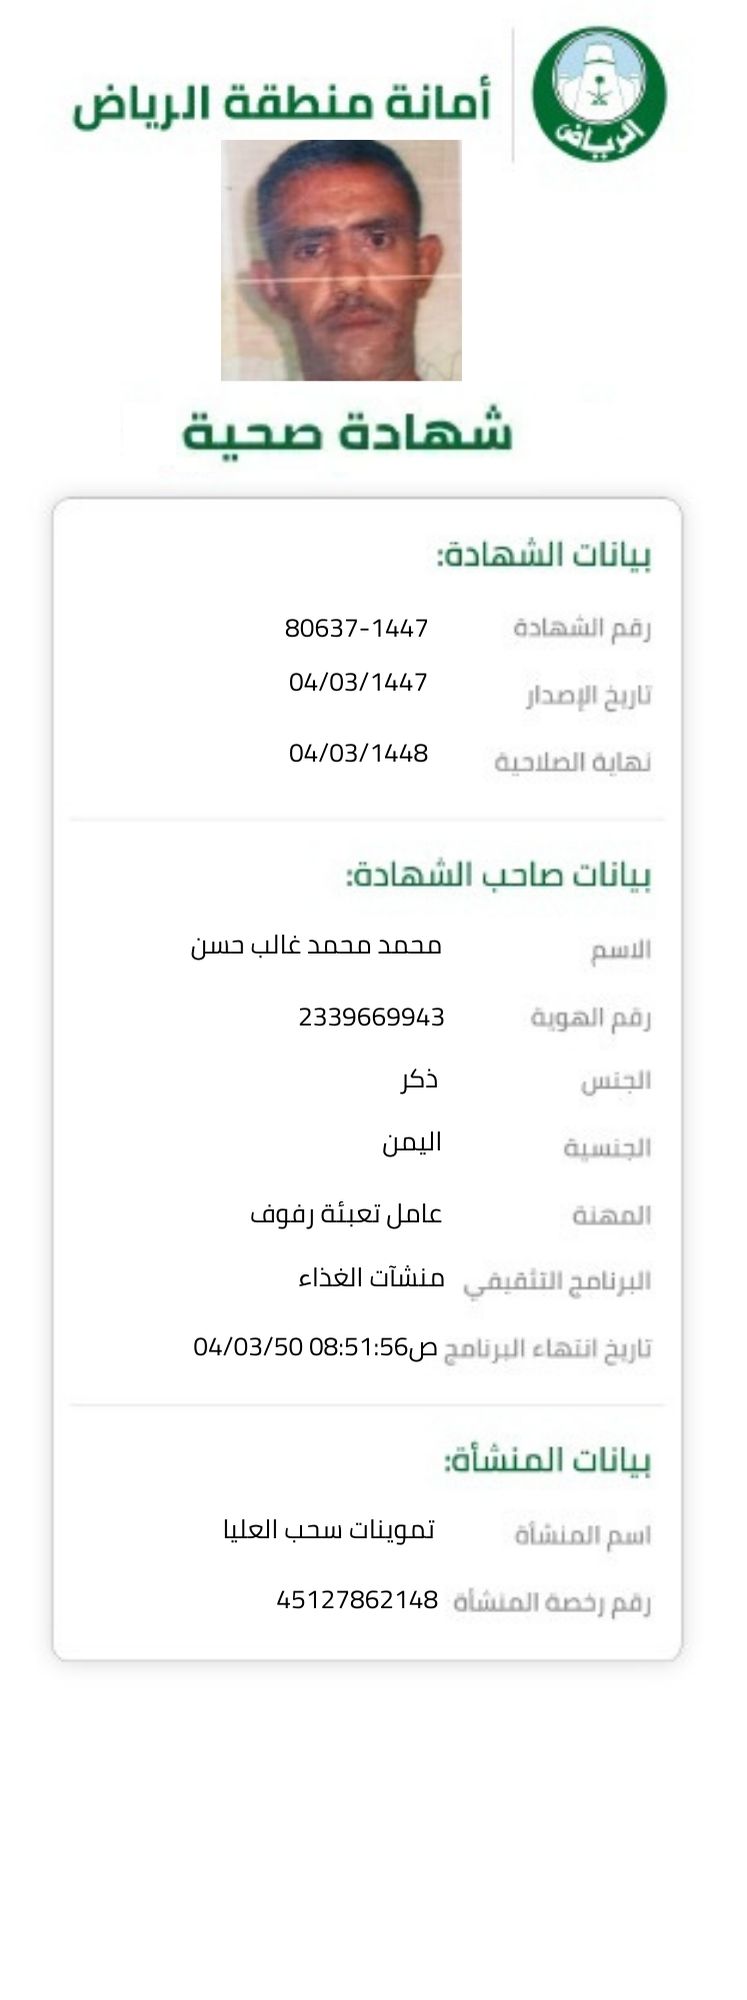 أمانة منطقة الرياض
الرياض
شهادة صحية
بيانات الشهادة:
رقم الشهادة 80637-1447
تاريخ الإصدار 04/03/1447
نهاية الصلاحية 04/03/1448
بيانات صاحب الشهادة:
الاسم محمد محمد غالب حسن
رقم الهوية 2339669943
الجنس ذكر
الجنسية اليمن
المهنة عامل تعبئة رفوف
البرنامج التثقيفي منشآت الغذاء
تاريخ انتهاء البرنامج ص08:51:56 04/03/50
بيانات المنشأة:
اسم المنشأة تموينات سحب العليا
رقم رخصة المنشأة 45127862148